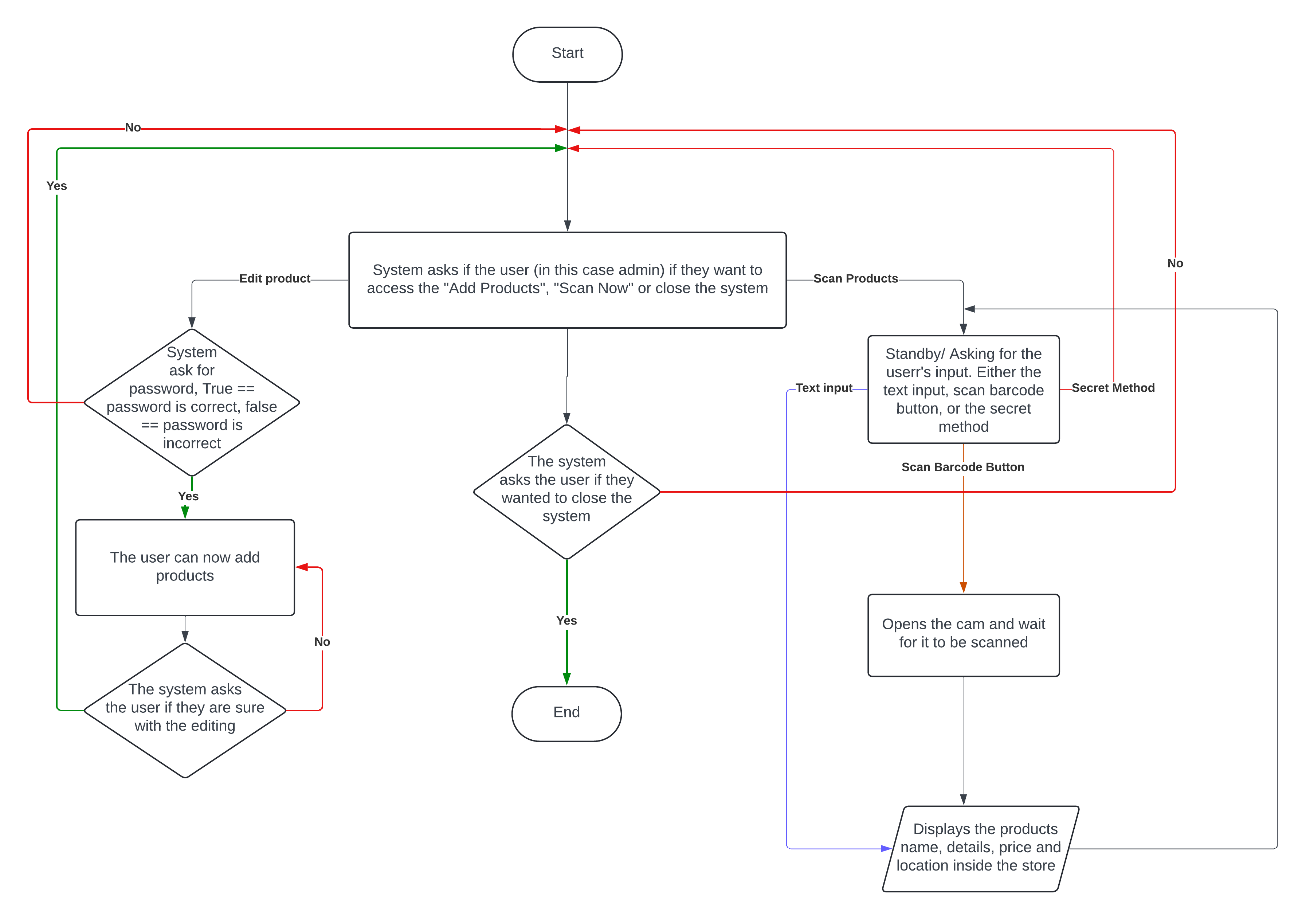 Start
No
Yes
No
System asks if the user (in this case admin) if they want to
access the "Add Products", "Scan Now" or close the system
Edit product
Scan Products
System
ask for
password, True ==
password is correct, false
== password is
incorrect
Standby/ Asking for the
userr's input. Either the
text input, scan barcode
button, or the secret
method
Text input
Secret Method
Scan Barcode Button
The system
asks the user if they
wanted to close the
system
Yes
The user can now add
products
No
Yes
Opens the cam and wait
for it to be scanned
The system asks
the user if they are sure
with the editing
End
Displays the products
name, details, price and
location inside the store